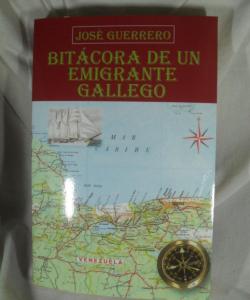 JOSÉ GUERRERO
BITÁCORA DE UN
EMIGRANTE
GALLEGO
MAR
CARIBE
VENEZUELA